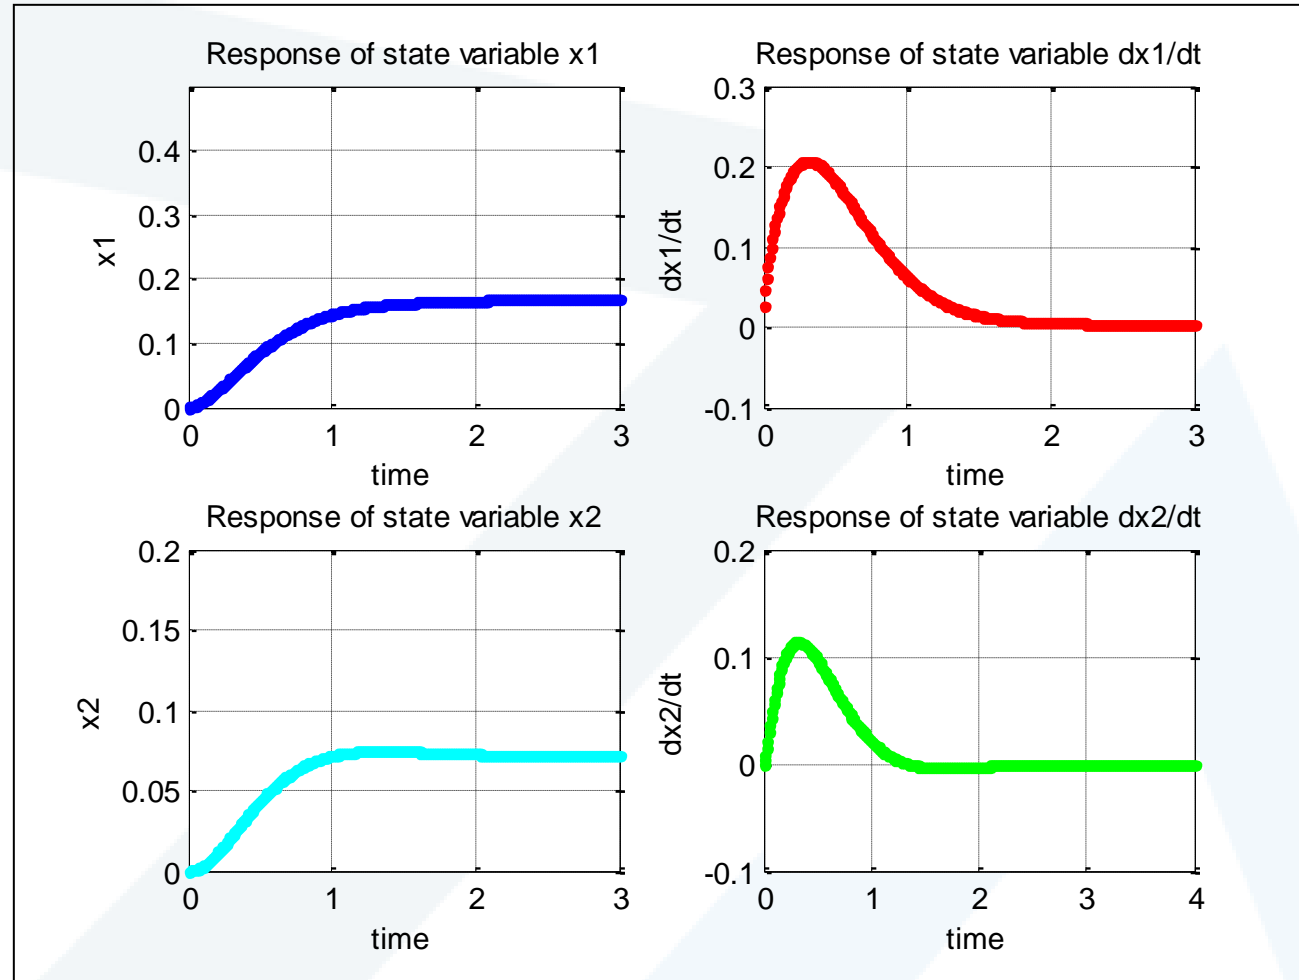 Response of state variable x1
0.4
0.3
0.2
0.1
0
x1
0 1 2 3
time
Response of state variable dx1/dt
0.3
0.2
0.1
0
-0.1
dx1/dt
0 1 2 3
time
Response of state variable x2
0.2
0.15
0.1
0.05
0
x2
0 1 2 3
time
Response of state variable dx2/dt
0.2
0.1
0
-0.1
dx2/dt
0 1 2 3 4
time